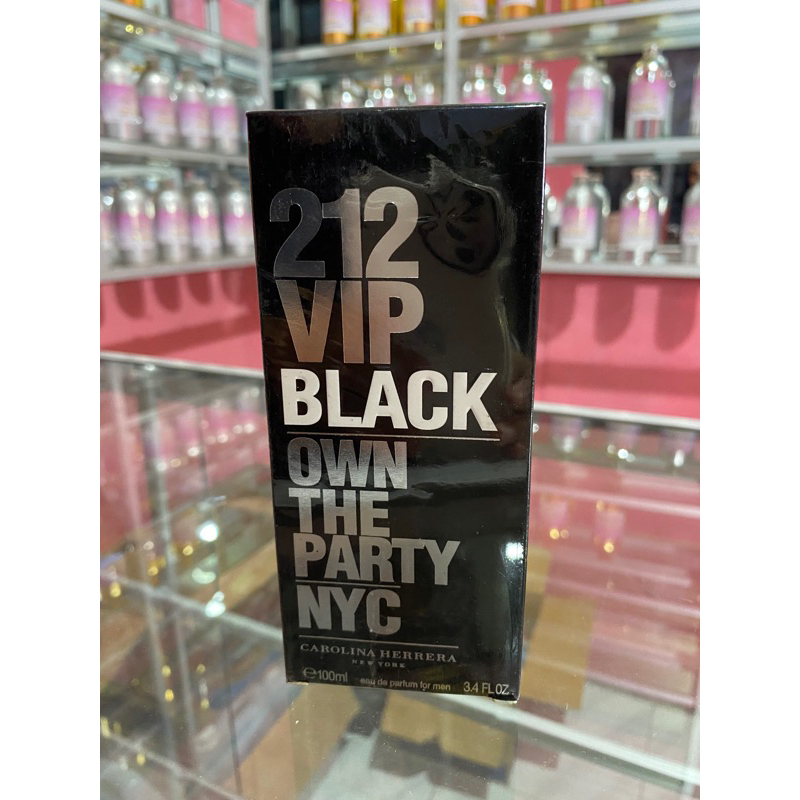 212
VIP
BLACK
OWN
THE
PARTY
NYC
CAROLINA HERRERA
NEW YORK
℮100ml eau de parfum for men 3.4 FL OZ.